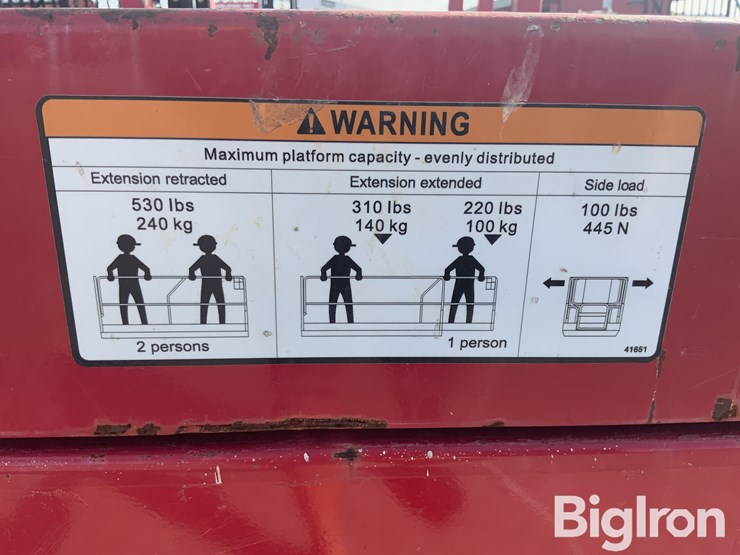 WARNING
Maximum platform capacity - evenly distributed
Extension retracted
530 lbs
240 kg
2 persons
Extension extended
310 lbs
140 kg
220 lbs
100 kg
1 person
Side load
100 lbs
445 N
41651
BigIron